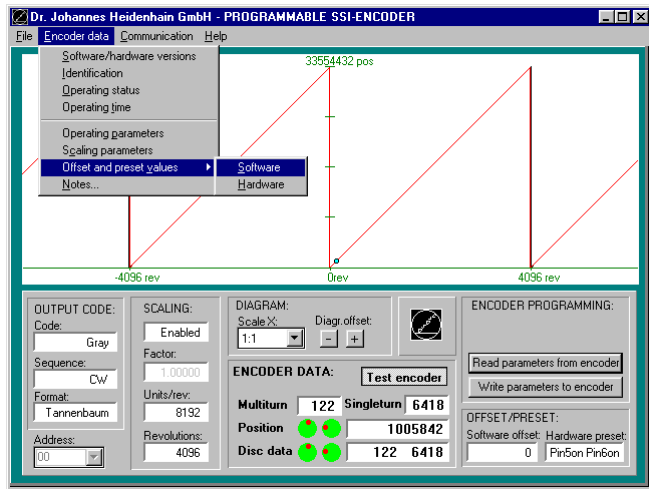 Dr. Johannes Heidenhain GmbH - PROGRAMMABLE SSI-ENCODER
File Encoder data Communication Help
Software/hardware versions
Identification
Operating status
Operating time
Operating parameters
Scaling parameters
Offset and preset values
Notes...
Software
Hardware
33554432 pos
-4096 rev
0rev
4096 rev
OUTPUT CODE:
Code:
Gray
Sequence:
CW
Format:
Tannenbaum
Address:
00
SCALING:
Enabled
Factor:
1.00000
Units/rev:
8192
Revolutions:
4096
DIAGRAM:
Scale X: Diagr.offset:
1:1 - +
ENCODER DATA: Test encoder
Multiturn 122 Singleturn 6418
Position 1005842
Disc data 122 6418
ENCODER PROGRAMMING:
Read parameters from encoder
Write parameters to encoder
OFFSET/PRESET:
Software offset: Hardware preset:
0 Pin5on Pin6on